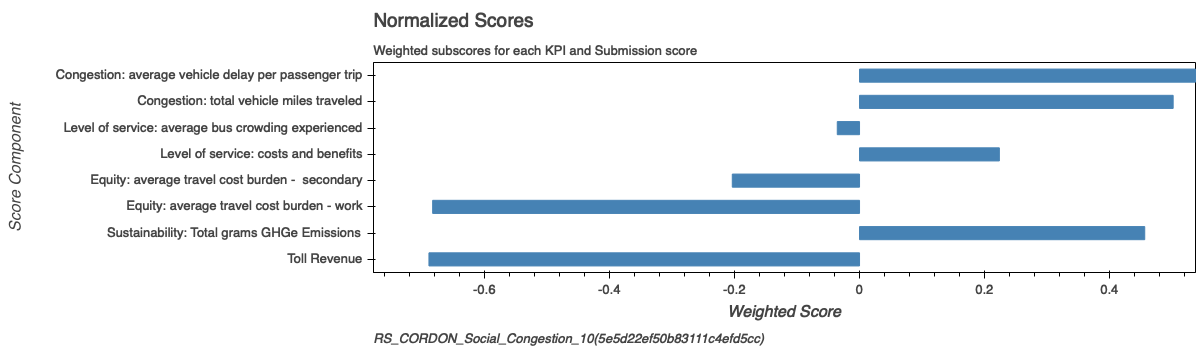 Normalized Scores
Weighted subscores for each KPI and Submission score
Score Component
Congestion: average vehicle delay per passenger trip
Congestion: total vehicle miles traveled
Level of service: average bus crowding experienced
Level of service: costs and benefits
Equity: average travel cost burden -  secondary
Equity: average travel cost burden - work
Sustainability: Total grams GHGe Emissions
Toll Revenue
-0.6 -0.4 -0.2 0 0.2 0.4
Weighted Score
RS_CORDON_Social_Congestion_10(5e5d22ef50b83111c4efd5cc)